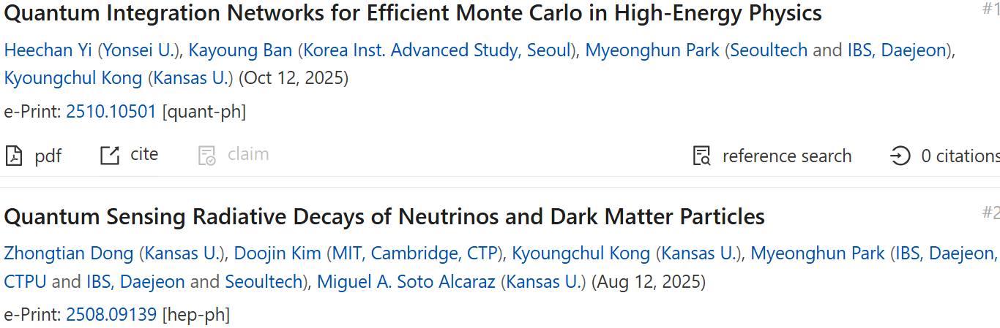 Quantum Integration Networks for Efficient Monte Carlo in High-Energy Physics #1
Heechan Yi (Yonsei U.), Kayoung Ban (Korea Inst. Advanced Study, Seoul), Myeonghun Park (Seoultech and IBS, Daejeon),
Kyoungchul Kong (Kansas U.) (Oct 12, 2025)
e-Print: 2510.10501 [quant-ph]
pdf cite claim reference search 0 citations
Quantum Sensing Radiative Decays of Neutrinos and Dark Matter Particles #2
Zhongtian Dong (Kansas U.), Doojin Kim (MIT, Cambridge, CTP), Kyoungchul Kong (Kansas U.), Myeonghun Park (IBS, Daejeon,
CTPU and IBS, Daejeon and Seoultech), Miguel A. Soto Alcaraz (Kansas U.) (Aug 12, 2025)
e-Print: 2508.09139 [hep-ph]